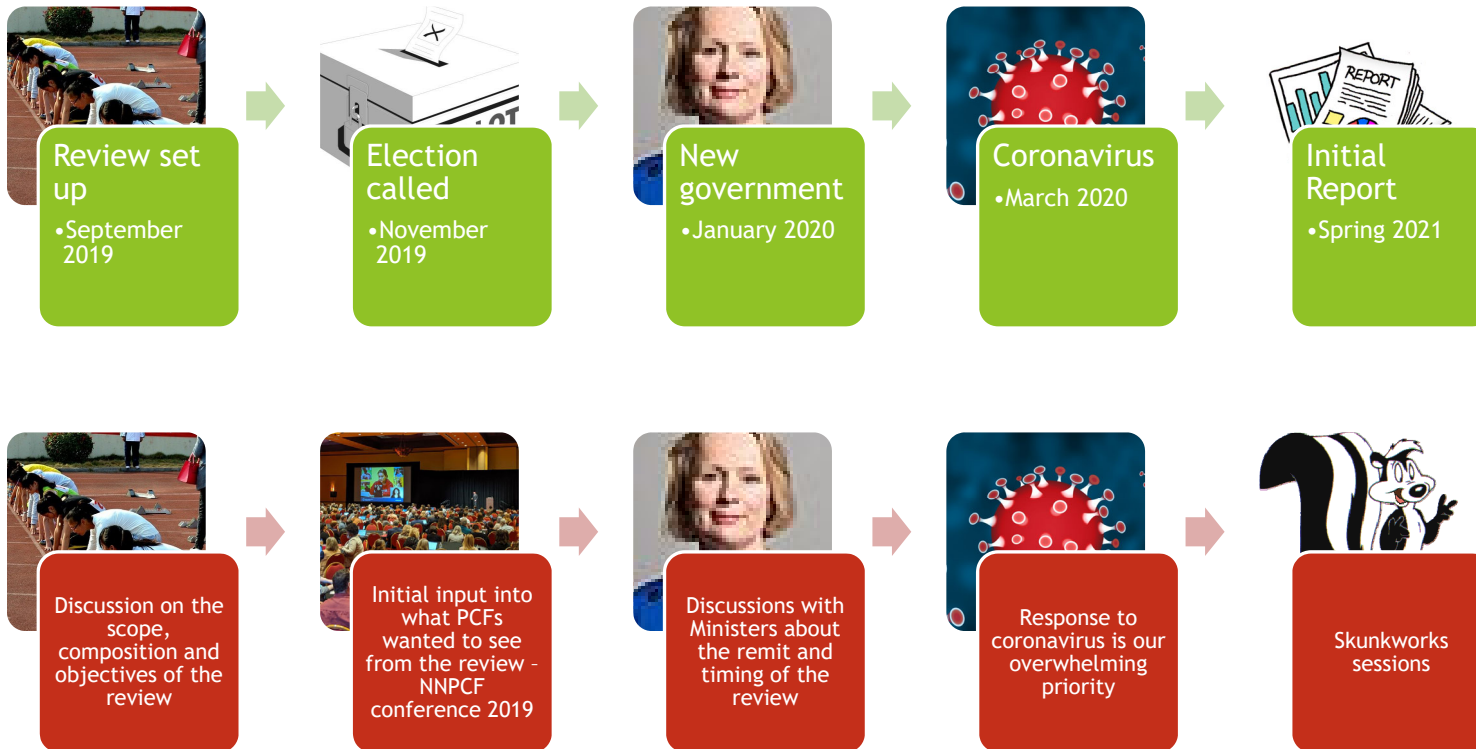 REPORT
Review set
up
•September
2019
Election
called
•November
2019
New
government
•January 2020
Coronavirus
•March 2020
Initial
Report
•Spring 2021
Discussion on the
scope,
composition and
objectives of the
review
Initial input into
what PCFs
wanted to see
from the review –
NNPCF
conference 2019
Discussions with
Ministers about
the remit and
timing of the
review
Response to
coronavirus is our
overwhelming
priority
Skunkworks
sessions